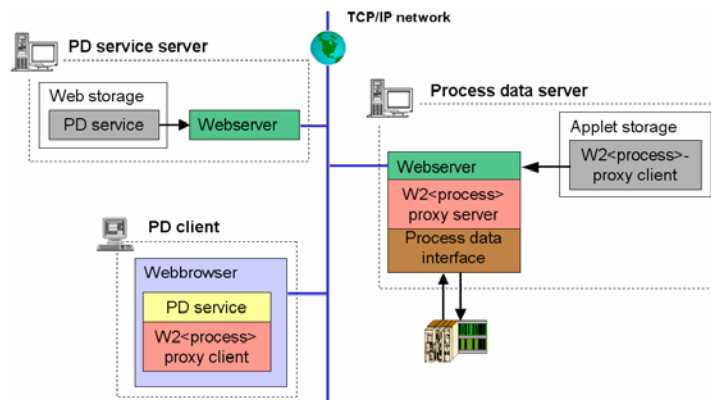 TCP/IP network
PD service server
Web storage
PD service
Webserver
Process data server
Applet storage
W2<process>-
proxy client
Webserver
W2<process>
proxy server
Process data
interface
PD client
Webbrowser
PD service
W2<process>
proxy client